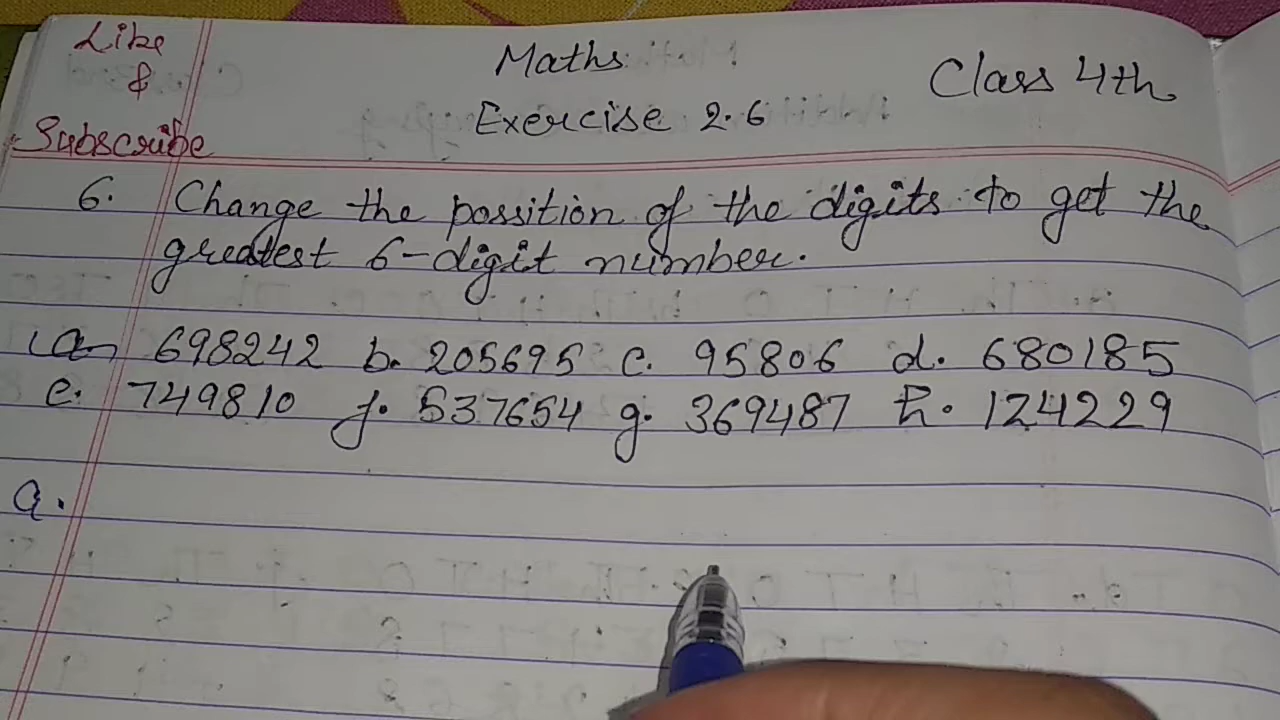 Like
&
Subscribe
Maths
Exercise 2.6
Class 4th
6. Change the possition of the digits to get the
greatest 6-digit number.
(a) 698242 b. 205695 c. 95806 d. 680185
e. 749810 f. 537654 g. 369487 h. 124229
a.